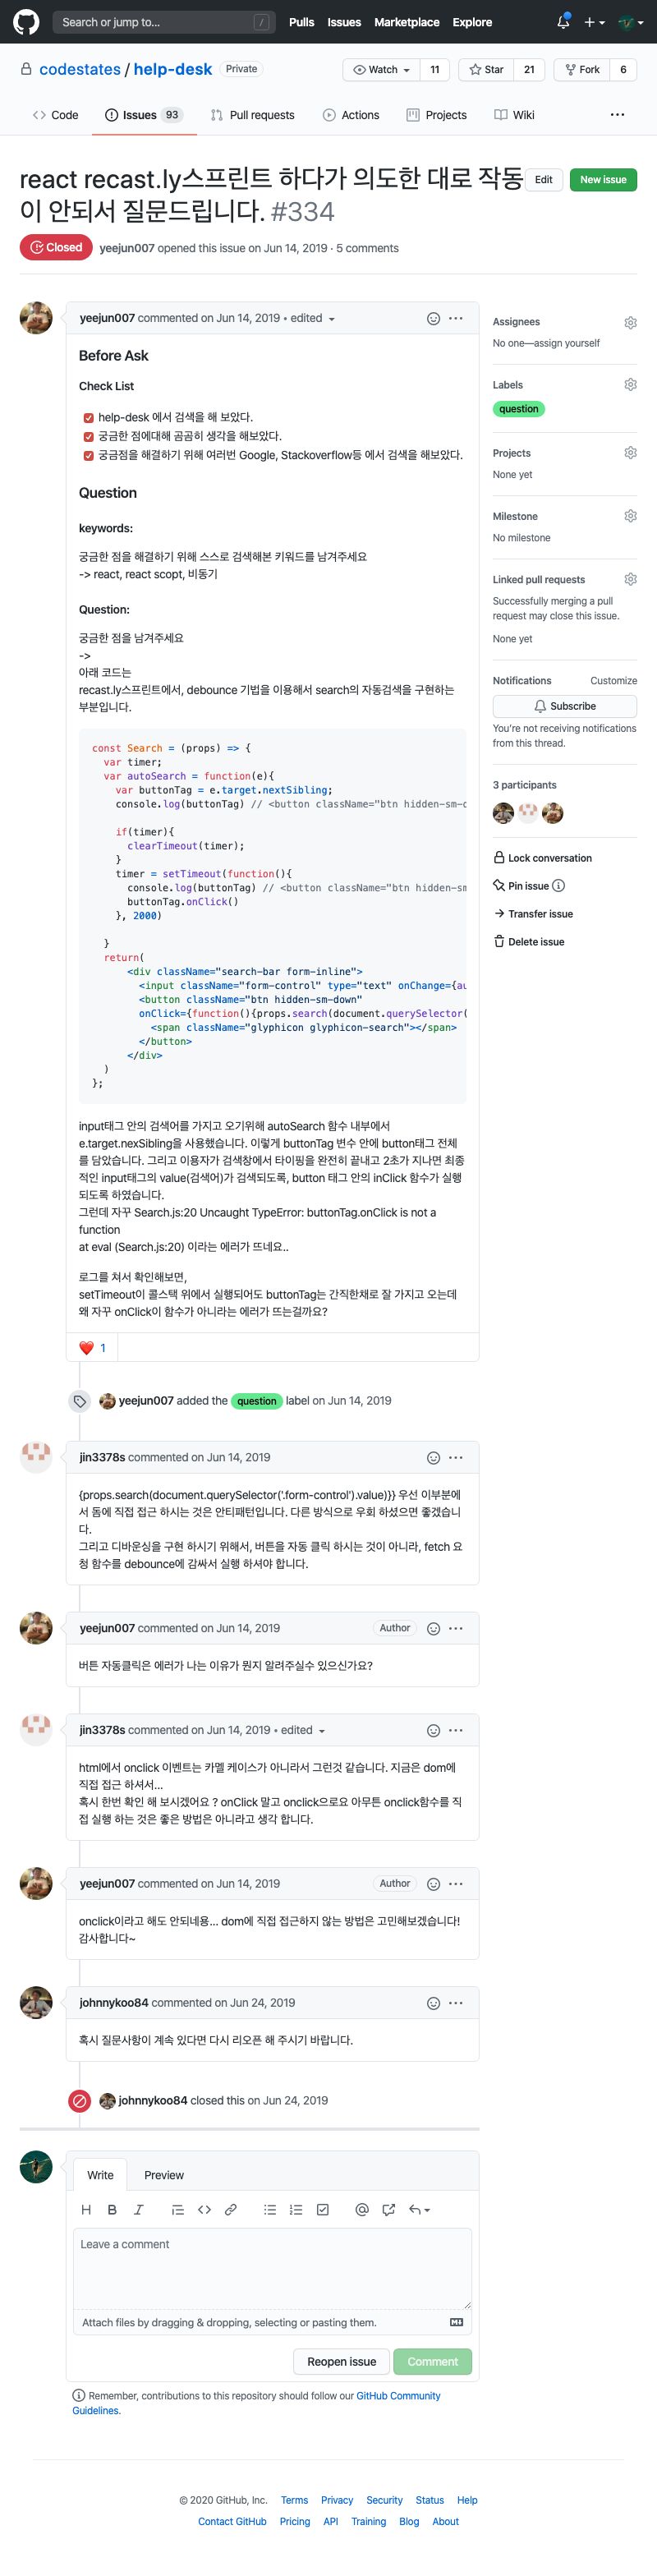 Search or jump to...
/
Pulls Issues Marketplace Explore
codestates / help-desk Private
Watch 11 Star 21 Fork 6
Code Issues 93 Pull requests Actions Projects Wiki
react recast.ly스프린트 하다가 의도한 대로 작동
이 안되서 질문드립니다. #334
Edit New issue
Closed yeejun007 opened this issue on Jun 14, 2019 · 5 comments
yeejun007 commented on Jun 14, 2019 • edited
Before Ask
Check List
help-desk 에서 검색을 해 보았다.
궁금한 점에대해 곰곰히 생각을 해보았다.
궁금점을 해결하기 위해 여러번 Google, Stackoverflow등 에서 검색을 해보았다.
Question
keywords:
궁금한 점을 해결하기 위해 스스로 검색해본 키워드를 남겨주세요
-> react, react scopt, 비동기
Question:
궁금한 점을 남겨주세요
->
아래 코드는
recast.ly스프린트에서, debounce 기법을 이용해서 search의 자동검색을 구현하는
부분입니다.
const Search = (props) => {
var timer;
var autoSearch = function(e){
var buttonTag = e.target.nextSibling;
console.log(buttonTag) // <button className="btn hidden-sm-d
if(timer){
clearTimeout(timer);
}
timer = setTimeout(function(){
console.log(buttonTag) // <button className="btn hidden-sm
buttonTag.onClick()
}, 2000)
}
return(
<div className="search-bar form-inline">
<input className="form-control" type="text" onChange={au
<button className="btn hidden-sm-down"
onClick={function(){props.search(document.querySelector(
<span className="glyphicon glyphicon-search"></span>
</button>
</div>
)
};
input태그 안의 검색어를 가지고 오기위해 autoSearch 함수 내부에서
e.target.nexSibling을 사용했습니다. 이렇게 buttonTag 변수 안에 button태그 전체
를 담았습니다. 그리고 이용자가 검색창에서 타이핑을 완전히 끝내고 2초가 지나면 최종
적인 input태그의 value(검색어)가 검색되도록, button 태그 안의 inClick 함수가 실행
되도록 하였습니다.
그런데 자꾸 Search.js:20 Uncaught TypeError: buttonTag.onClick is not a
function
at eval (Search.js:20) 이라는 에러가 뜨네요..
로그를 쳐서 확인해보면,
setTimeout이 콜스택 위에서 실행되어도 buttonTag는 간직한채로 잘 가지고 오는데
왜 자꾸 onClick이 함수가 아니라는 에러가 뜨는걸까요?
1
yeejun007 added the question label on Jun 14, 2019
jin3378s commented on Jun 14, 2019
{props.search(document.querySelector('.form-control').value)}} 우선 이부분에
서 돔에 직접 접근 하시는 것은 안티패턴입니다. 다른 방식으로 우회 하셨으면 좋겠습니
다.
그리고 디바운싱을 구현 하시기 위해서, 버튼을 자동 클릭 하시는 것이 아니라, fetch 요
청 함수를 debounce에 감싸서 실행 하셔야 합니다.
yeejun007 commented on Jun 14, 2019 Author
버튼 자동클릭은 에러가 나는 이유가 뭔지 알려주실수 있으신가요?
jin3378s commented on Jun 14, 2019 • edited
html에서 onclick 이벤트는 카멜 케이스가 아니라서 그런것 같습니다. 지금은 dom에
직접 접근 하셔서...
혹시 한번 확인 해 보시겠어요 ? onClick 말고 onclick으로요 아무튼 onclick함수를 직
접 실행 하는 것은 좋은 방법은 아니라고 생각 합니다.
yeejun007 commented on Jun 14, 2019 Author
onclick이라고 해도 안되네용... dom에 직접 접근하지 않는 방법은 고민해보겠습니다!
감사합니다~
johnnykoo84 commented on Jun 24, 2019
혹시 질문사항이 계속 있다면 다시 리오픈 해 주시기 바랍니다.
johnnykoo84 closed this on Jun 24, 2019
Write Preview
Leave a comment
Attach files by dragging & dropping, selecting or pasting them.
Reopen issue Comment
Remember, contributions to this repository should follow our GitHub Community
Guidelines.
Assignees
No one—assign yourself
Labels
question
Projects
None yet
Milestone
No milestone
Linked pull requests
Successfully merging a pull
request may close this issue.
None yet
Notifications Customize
Subscribe
You're not receiving notifications
from this thread.
3 participants
Lock conversation
Pin issue
Transfer issue
Delete issue
© 2020 GitHub, Inc. Terms Privacy Security Status Help
Contact GitHub Pricing API Training Blog About